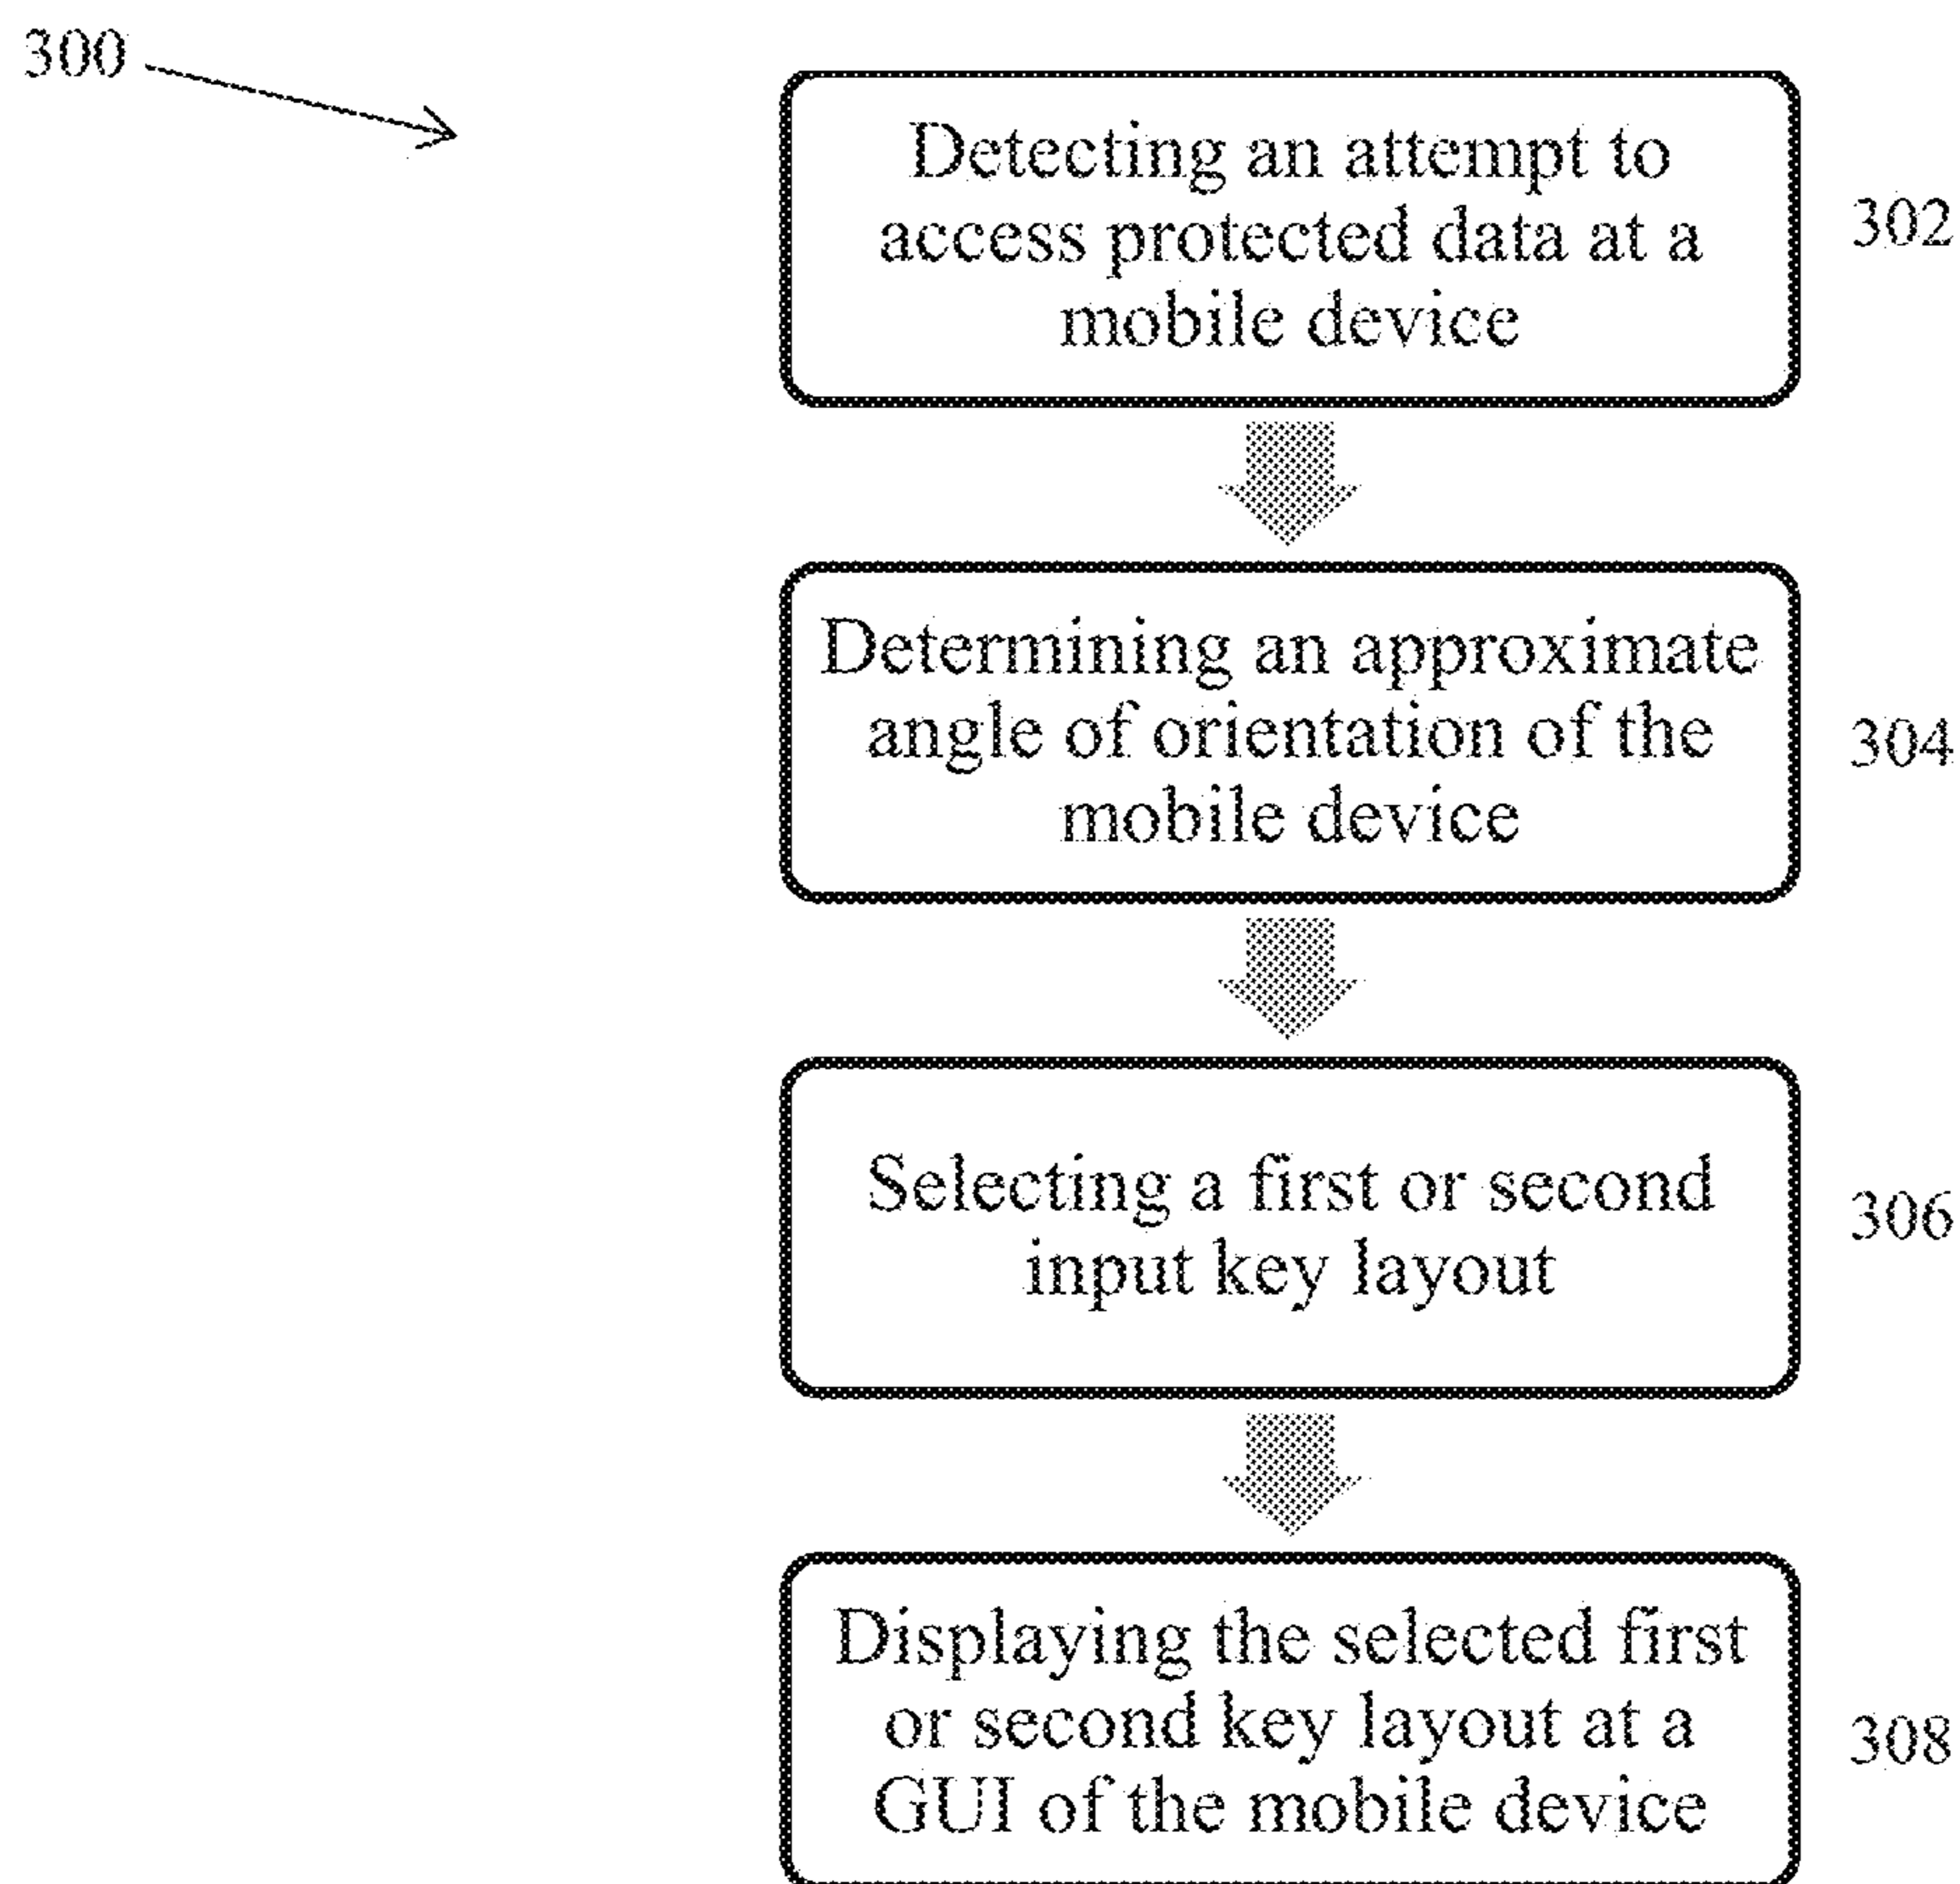 300
Detecting an attempt to
access protected data at a
mobile device
302
Determining an approximate
angle of orientation of the
mobile device
304
Selecting a first or second
input key layout
306
Displaying the selected first
or second key layout at a
GUI of the mobile device
308